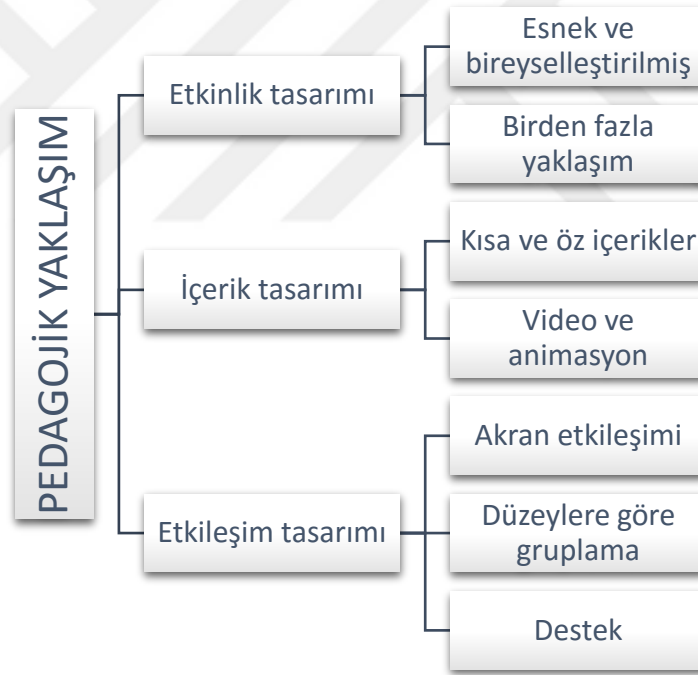 PEDAGOJİK YAKLAŞIM
Etkinlik tasarımı
Esnek ve
bireyselleştirilmiş
Birden fazla
yaklaşım
İçerik tasarımı
Kısa ve öz içerikler
Video ve
animasyon
Etkileşim tasarımı
Akran etkileşimi
Düzeylere göre
gruplama
Destek